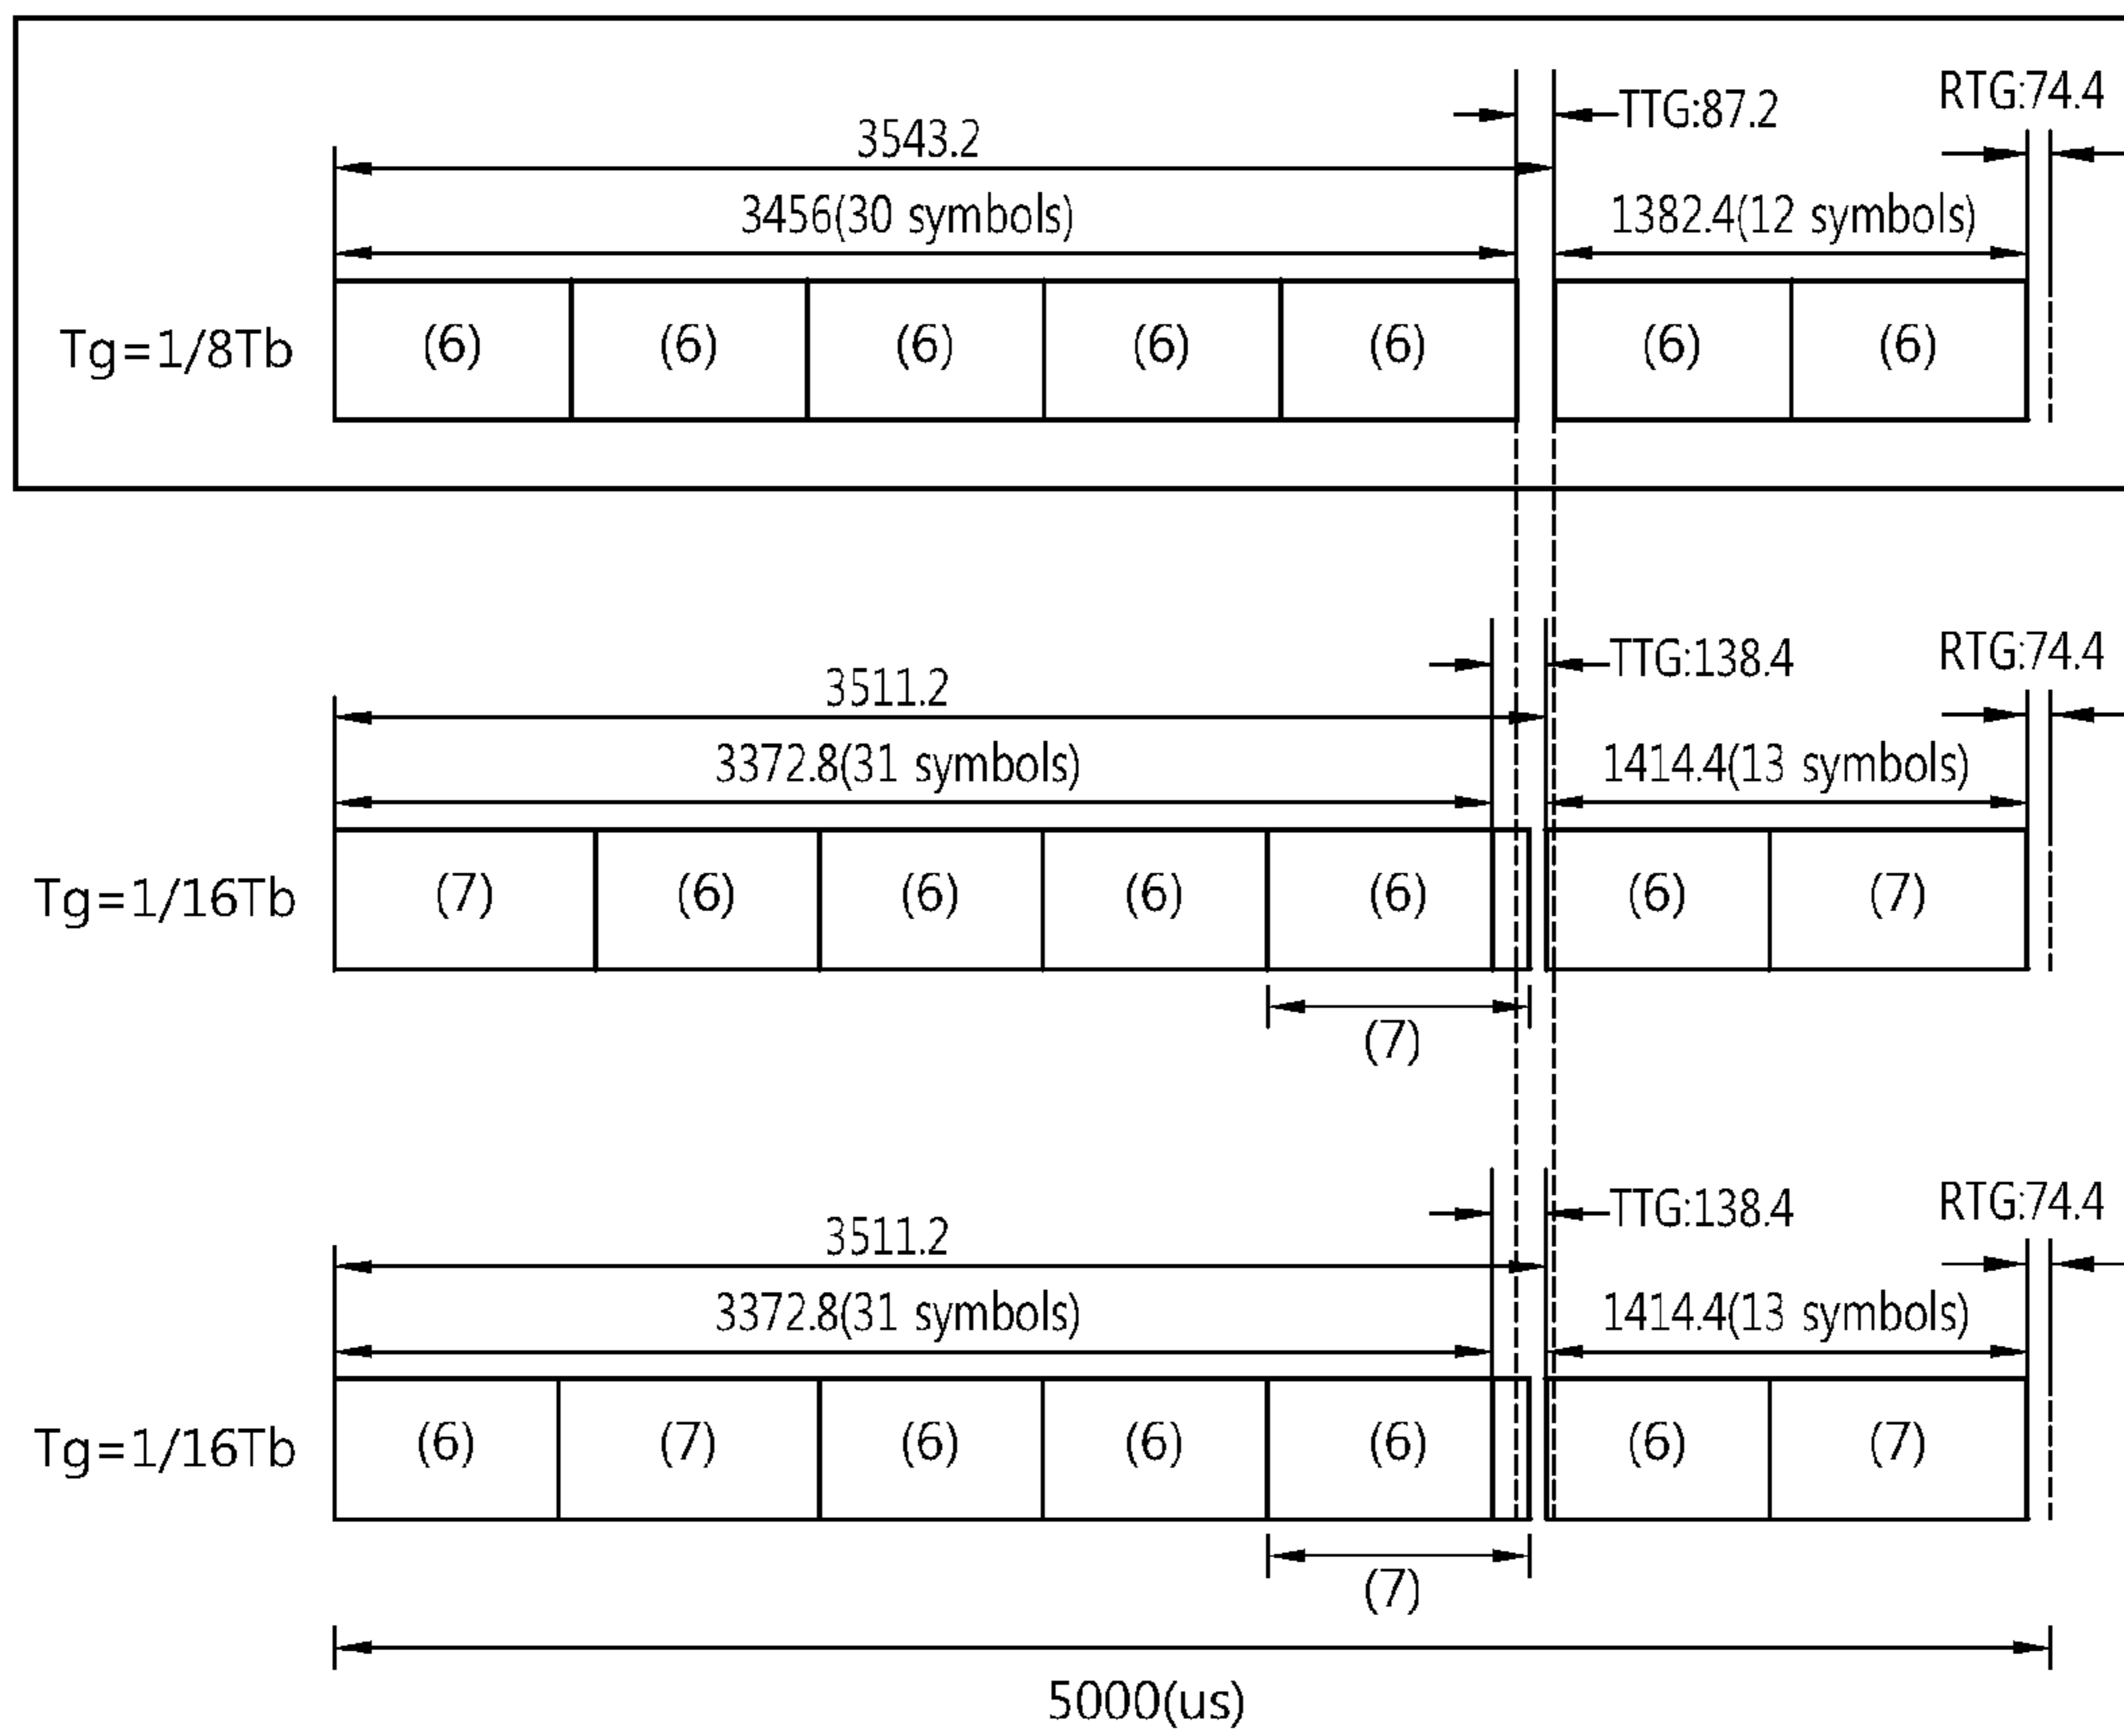 RTG:74.4
TTG:87.2
3543.2
3456(30 symbols)
1382.4(12 symbols)
Tg=1/8Tb
(6)
(6)
(6)
(6)
(6)
(6)
(6)
RTG:74.4
TTG:138.4
3511.2
3372.8(31 symbols)
1414.4(13 symbols)
Tg=1/16Tb
(7)
(6)
(6)
(6)
(6)
(6)
(7)
(7)
RTG:74.4
TTG:138.4
3511.2
3372.8(31 symbols)
1414.4(13 symbols)
Tg=1/16Tb
(6)
(7)
(6)
(6)
(6)
(6)
(7)
(7)
5000(us)